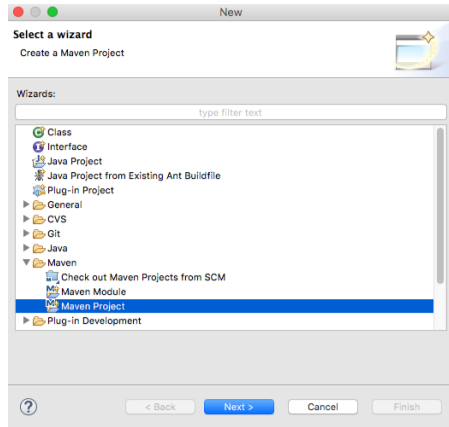 New
Select a wizard
Create a Maven Project
Wizards:
type filter text
Class
Interface
Java Project
Java Project from Existing Ant Buildfile
Plug-in Project
General
CVS
Git
Java
Maven
Check out Maven Projects from SCM
Maven Module
Maven Project
Plug-in Development
? < Back Next > Cancel Finish